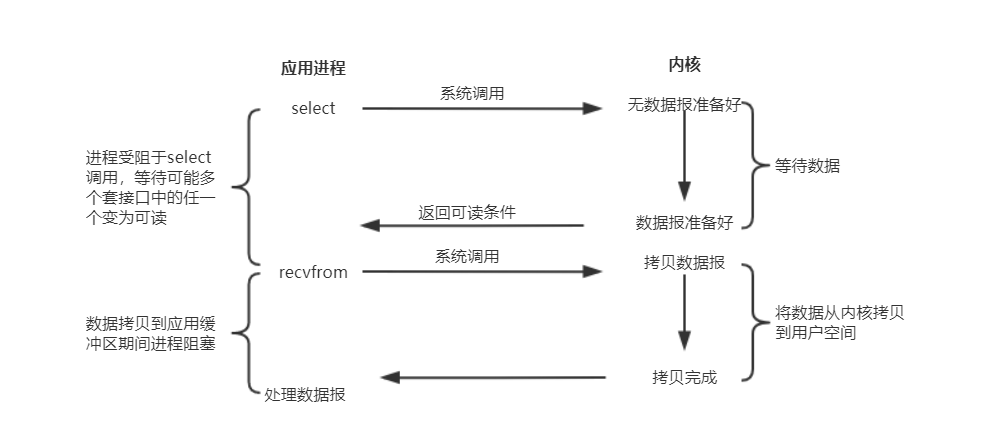 应用进程
内核
select
系统调用
无数据报准备好
进程受阻于select
调用，等待可能多
个套接口中的任一
个变为可读
等待数据
返回可读条件
数据报准备好
recvfrom
系统调用
拷贝数据报
数据拷贝到应用缓
冲区期间进程阻塞
将数据从内核拷贝
到用户空间
处理数据报
拷贝完成